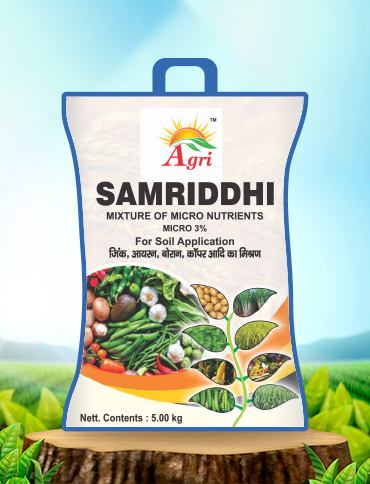 TM
Agri
SAMRIDDHI
MIXTURE OF MICRO NUTRIENTS
MICRO 3%
For Soil Application
जिंक, आयरन, बोरान, कॉपर आदि का मिश्रण
Nett. Contents : 5.00 kg